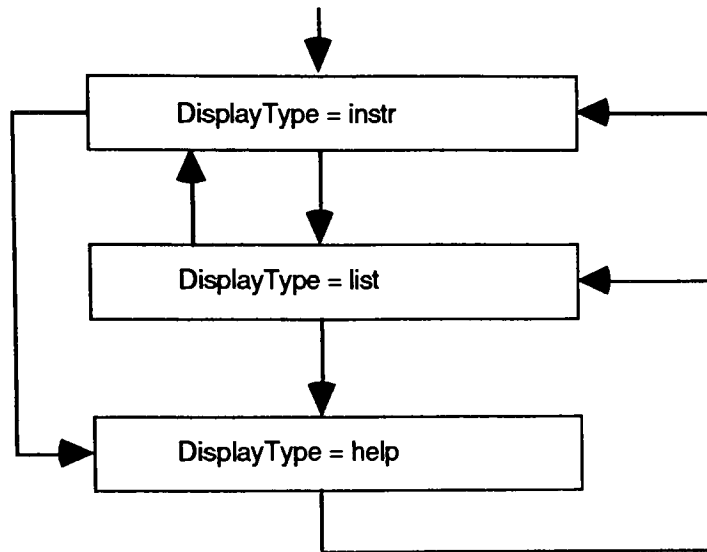 DisplayType = instr
DisplayType = list
DisplayType = help